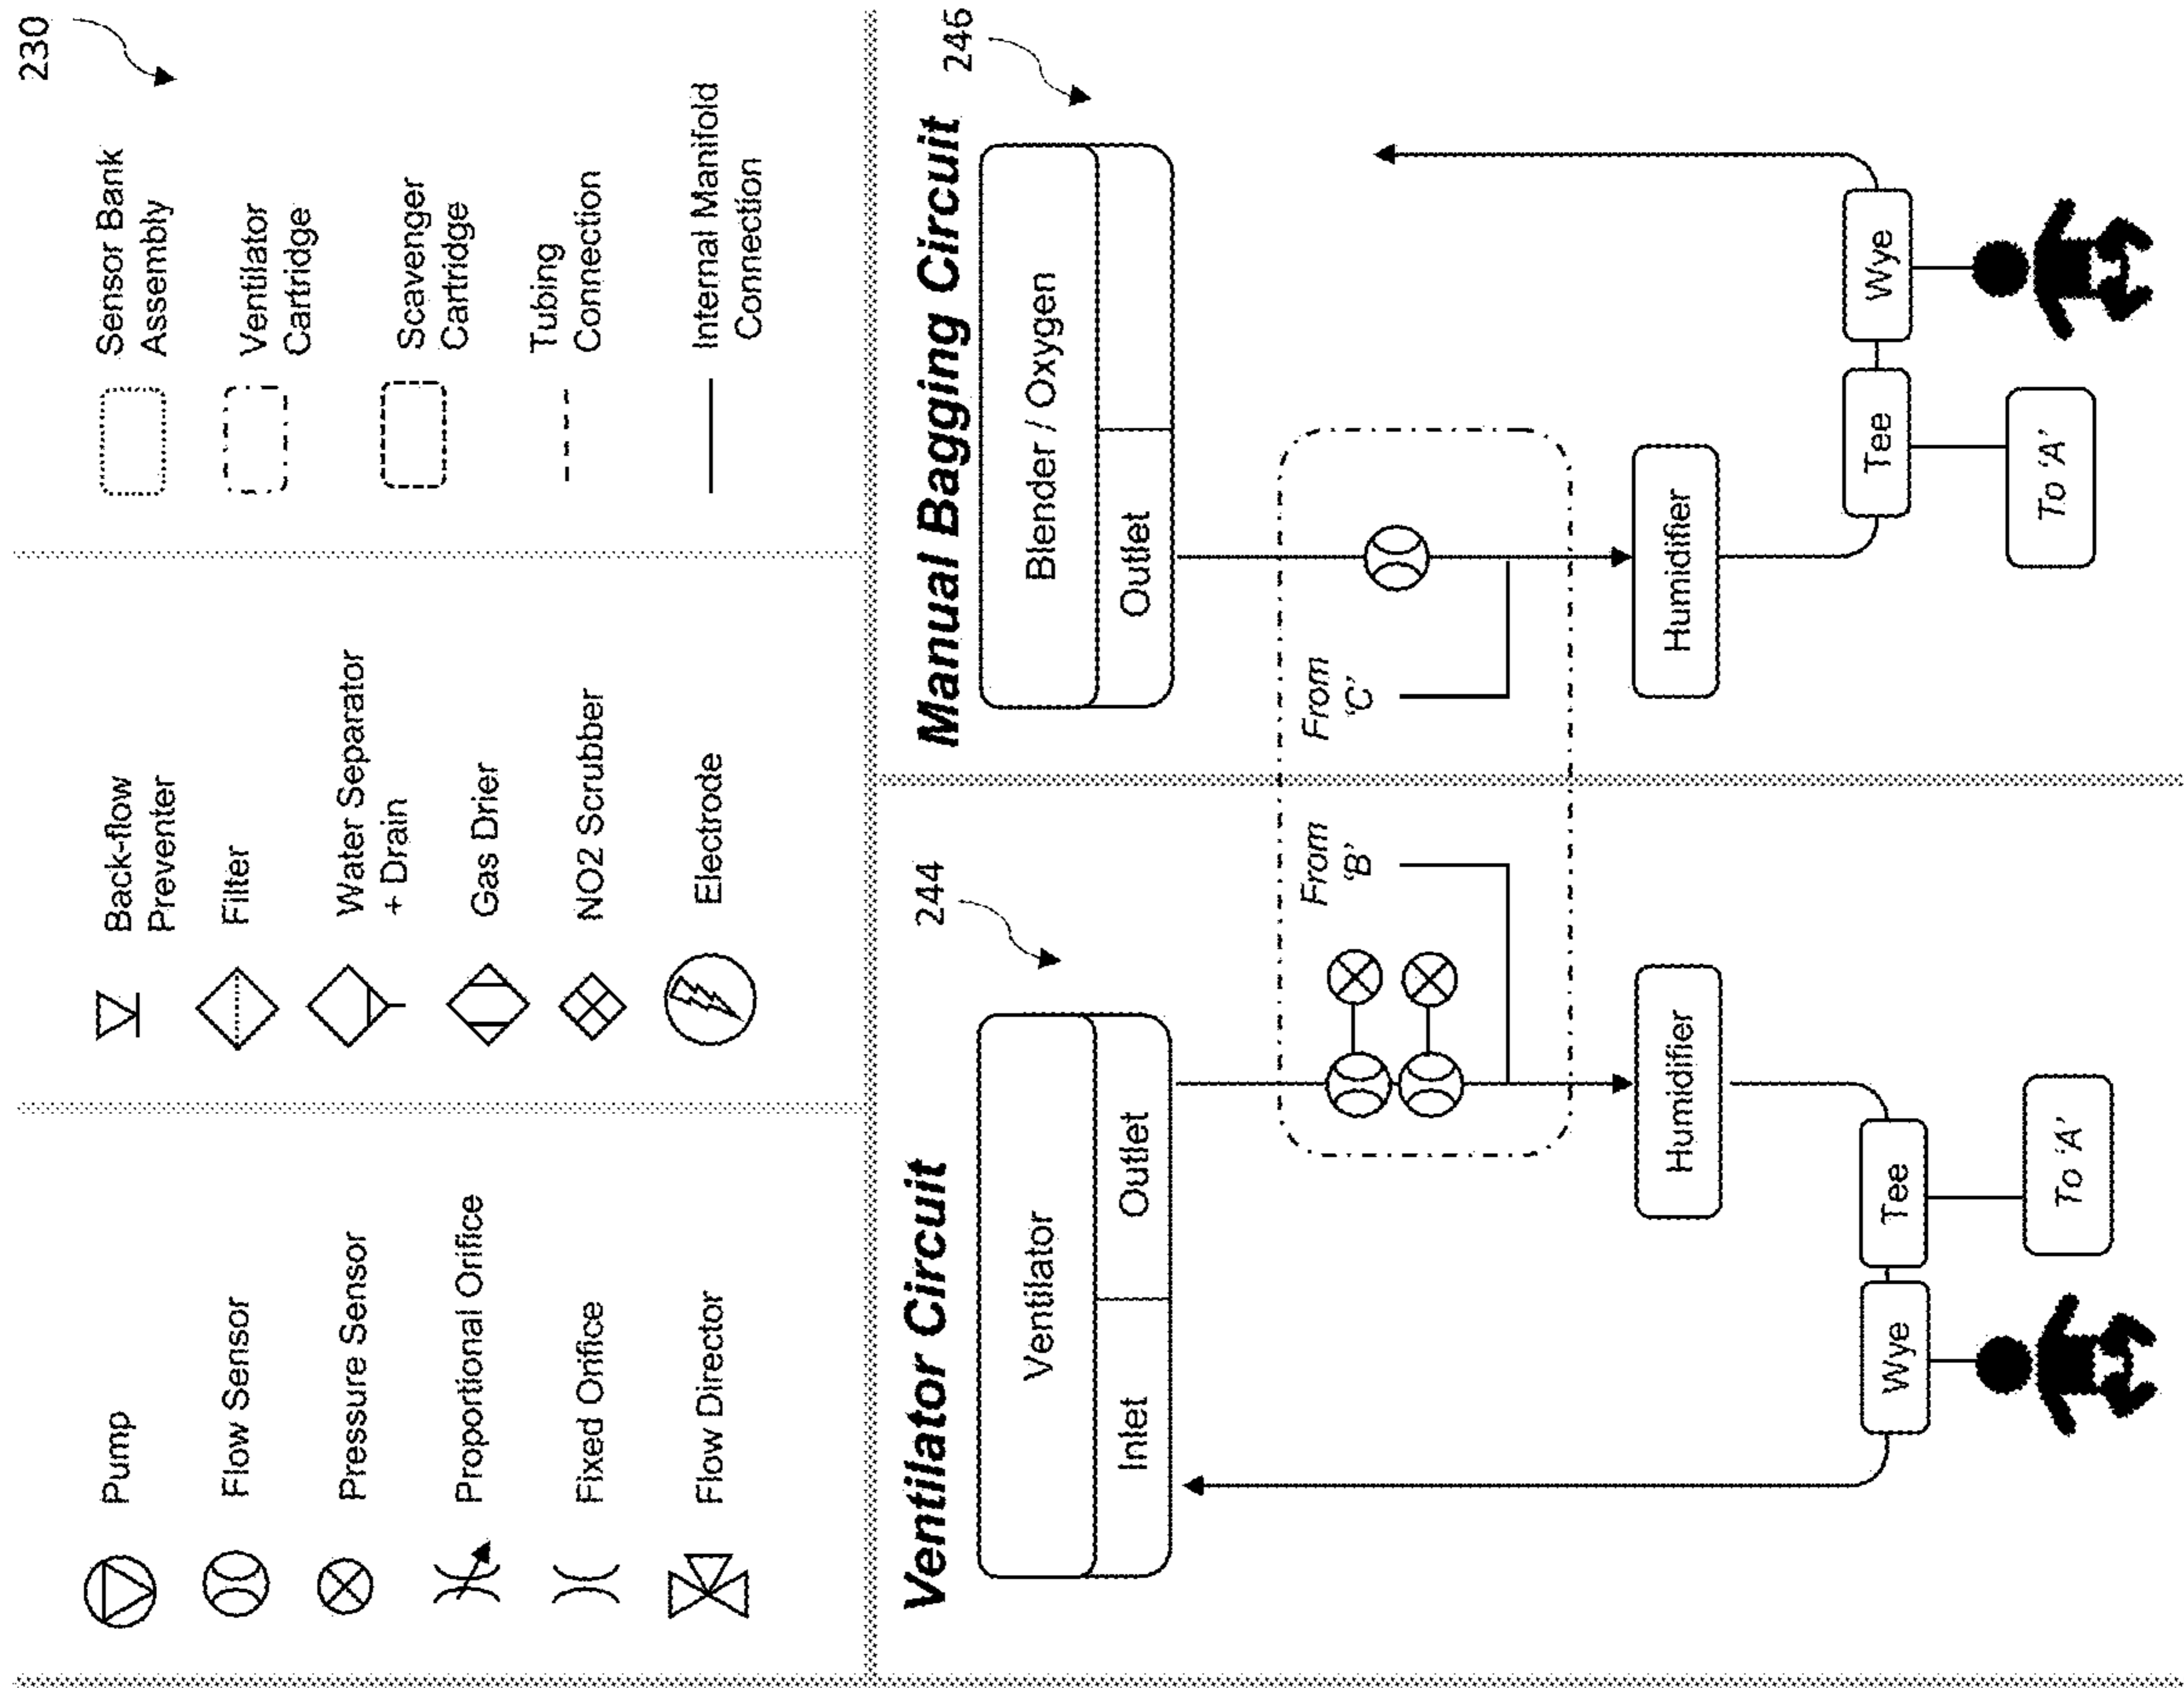 230
Pump
Flow Sensor
Pressure Sensor
Proportional Orifice
Fixed Orifice
Flow Director
Back-flow
Preventer
Filter
Water Separator
+ Drain
Gas Drier
NO2 Scrubber
Electrode
Sensor Bank
Assembly
Ventilator
Cartridge
Scavenger
Cartridge
Tubing
Connection
Internal Manifold
Connection
Ventilator Circuit
244
Ventilator
Inlet
Outlet
From
'B'
Humidifier
Wye
Tee
To 'A'
Manual Bagging Circuit
246
Blender / Oxygen
Outlet
From
'C'
Humidifier
Tee
Wye
To 'A'